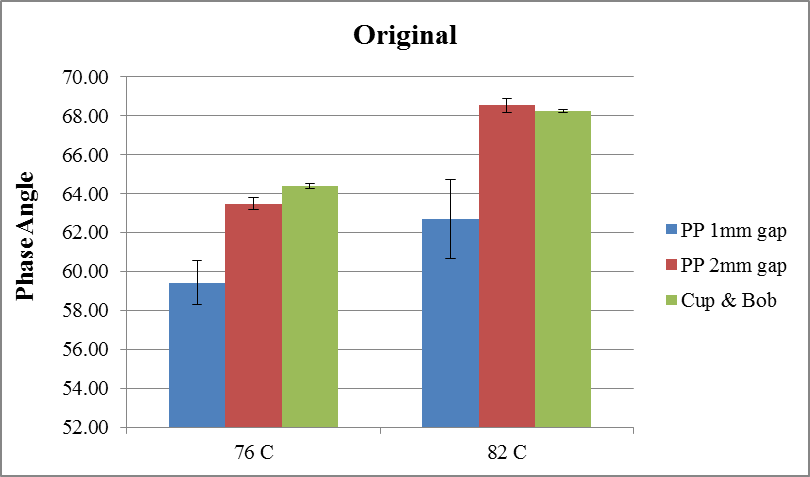 Original
Phase Angle
70.00
68.00
66.00
64.00
62.00
60.00
58.00
56.00
54.00
52.00
76 C
82 C
PP 1mm gap
PP 2mm gap
Cup & Bob